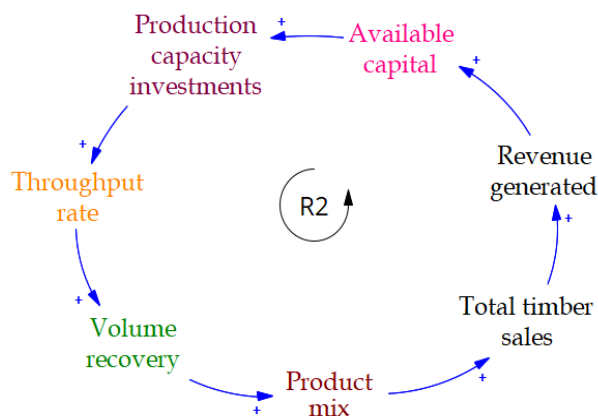 Production
capacity
investments
+
Available
capital
+
+
Throughput
rate
R2
Revenue
generated
+
+
Volume
recovery
Total timber
sales
+
Product
mix
+